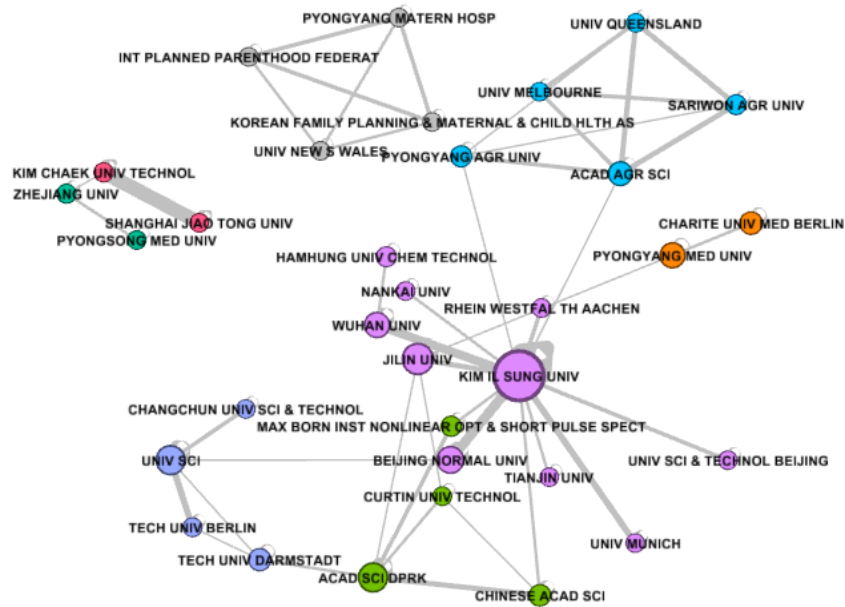 PYONGYANG MATERN HOSP
UNIV QUEENSLAND
INT PLANNED PARENTHOOD FEDERAT
UNIV MELBOURNE
SARIWON AGR UNIV
KOREAN FAMILY PLANNING & MATERNAL & CHILD HLTH AS
UNIV NEW S WALES
PYONGYANG AGR UNIV
KIM CHAEK UNIV TECHNOL
ACAD AGR SCI
ZHEJIANG UNIV
SHANGHAI JIAO TONG UNIV
CHARITE UNIV MED BERLIN
PYONGSONG MED UNIV
PYONGYANG MED UNIV
HAMHUNG UNIV CHEM TECHNOL
NANKAI UNIV
RHEIN WESTFAL TH AACHEN
WUHAN UNIV
JILIN UNIV
KIM IL SUNG UNIV
CHANGCHUN UNIV SCI & TECHNOL
MAX BORN INST NONLINEAR OPT & SHORT PULSE SPECT
UNIV SCI
BEIJING NORMAL UNIV
UNIV SCI & TECHNOL BEIJING
TIANJIN UNIV
CURTIN UNIV TECHNOL
TECH UNIV BERLIN
UNIV MUNICH
TECH UNIV DARMSTADT
ACAD SCI DPRK
CHINESE ACAD SCI